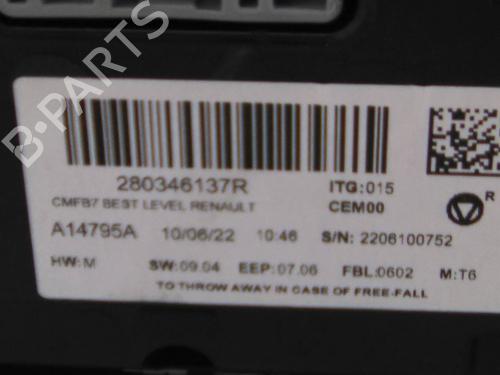 B-PARTS
280346137R
ITG:015
CMFB7 BEST LEVEL RENAULT
CEM00
R
A14795A 10/06/22 10:46 S/N: 2206100752
HW:M SW:09.04 EEP:07.06 FBL:0602 M:T6
TO THROW AWAY IN CASE OF FREE-FALL